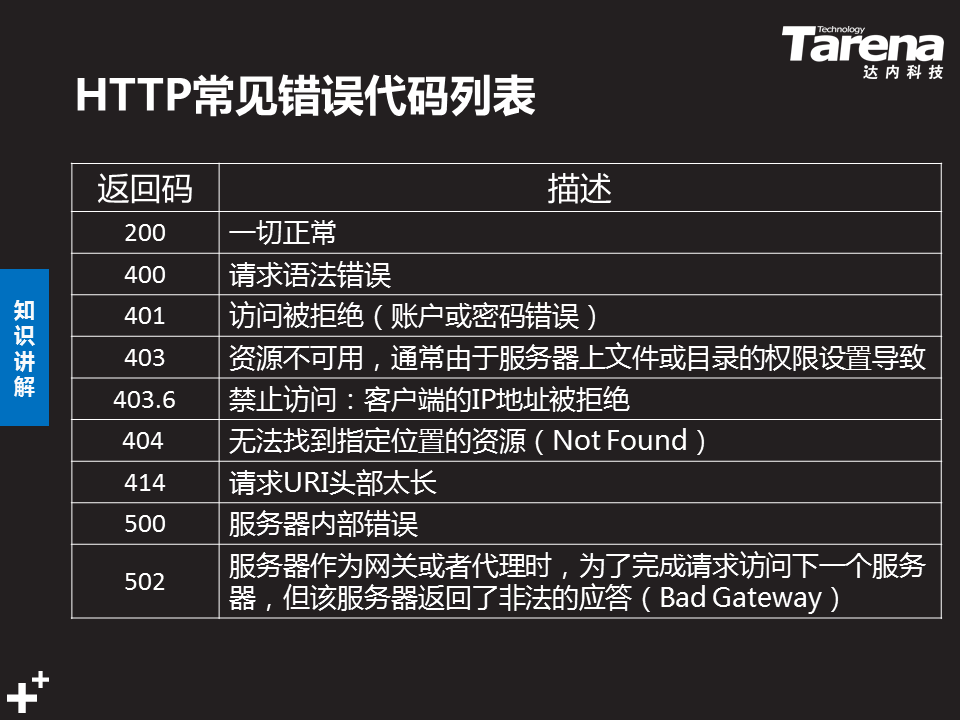 Technology
Tarena
达内科技
HTTP常见错误代码列表
返回码 描述
200 一切正常
400 请求语法错误
401 访问被拒绝（账户或密码错误）
403 资源不可用，通常由于服务器上文件或目录的权限设置导致
403.6 禁止访问：客户端的IP地址被拒绝
404 无法找到指定位置的资源（Not Found）
414 请求URI头部太长
500 服务器内部错误
502 服务器作为网关或者代理时，为了完成请求访问下一个服务
器，但该服务器返回了非法的应答（Bad Gateway）
知
识
讲
解